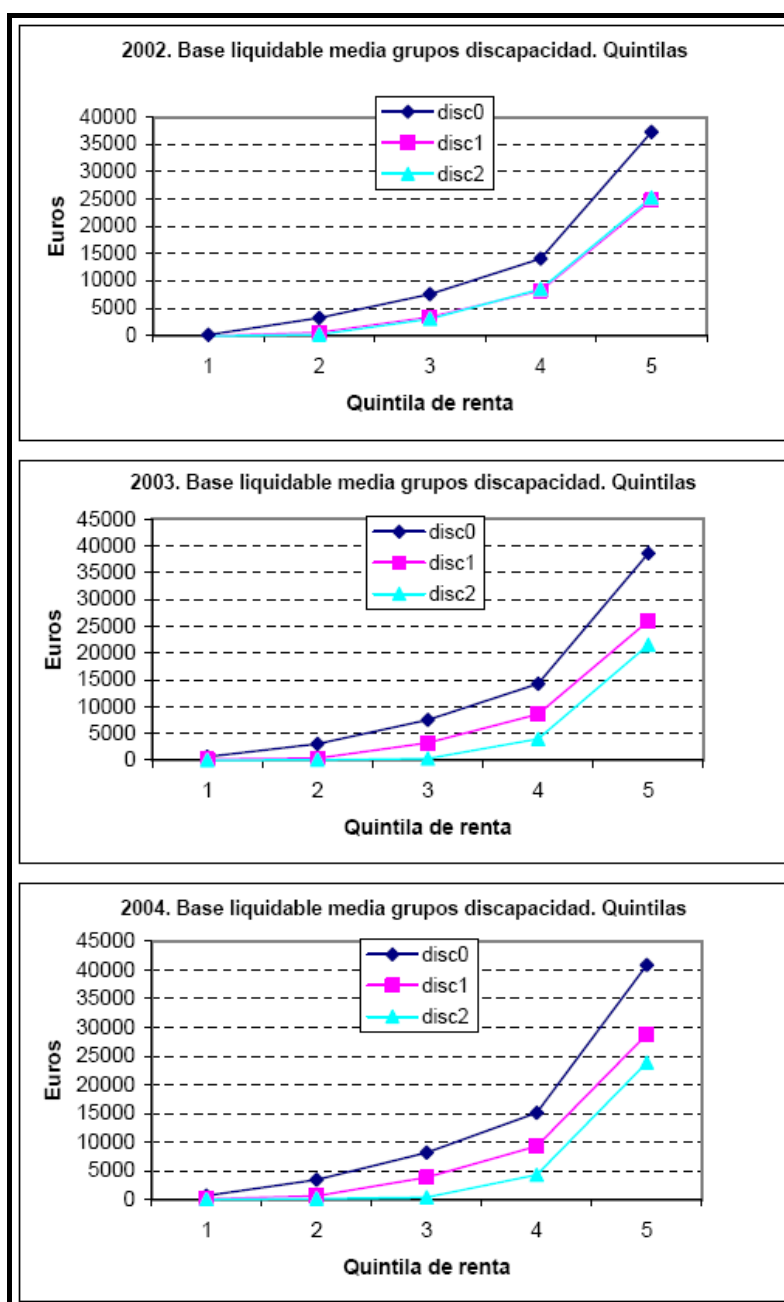 2002. Base liquidable media grupos discapacidad. Quintilas
40000
35000
30000
25000
20000
15000
10000
5000
0
Euros
disc0
disc1
disc2
1 2 3 4 5
Quintila de renta
2003. Base liquidable media grupos discapacidad. Quintilas
45000
40000
35000
30000
25000
20000
15000
10000
5000
0
Euros
disc0
disc1
disc2
1 2 3 4 5
Quintila de renta
2004. Base liquidable media grupos discapacidad. Quintilas
45000
40000
35000
30000
25000
20000
15000
10000
5000
0
Euros
disc0
disc1
disc2
1 2 3 4 5
Quintila de renta